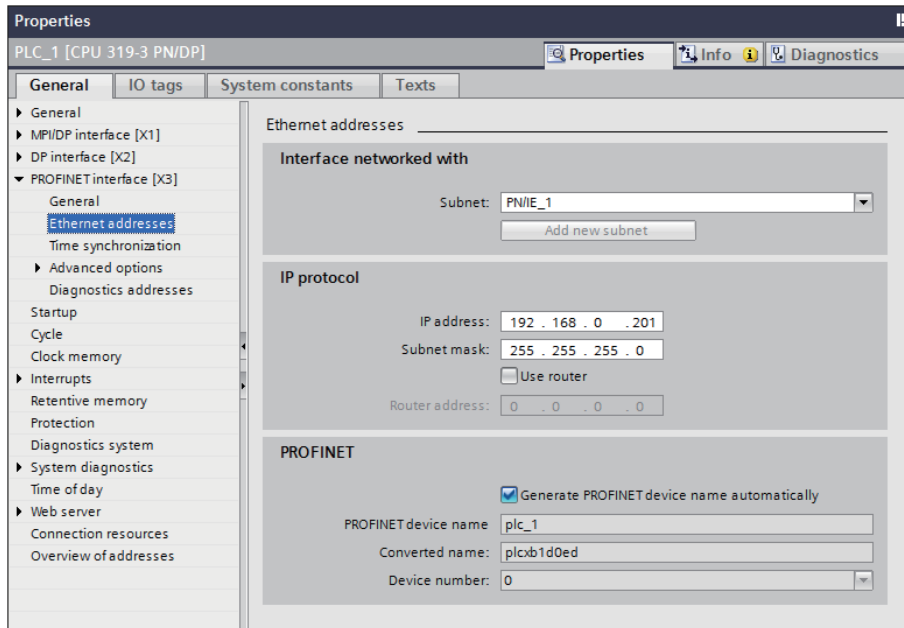 Properties
PLC_1 [CPU 319-3 PN/DP]
Properties Info Diagnostics
General IO tags System constants Texts
General
MPI/DP interface [X1]
DP interface [X2]
PROFINET interface [X3]
General
Ethernet addresses
Time synchronization
Advanced options
Diagnostics addresses
Startup
Cycle
Clock memory
Interrupts
Retentive memory
Protection
Diagnostics system
System diagnostics
Time of day
Web server
Connection resources
Overview of addresses
Ethernet addresses
Interface networked with
Subnet: PN/IE_1
Add new subnet
IP protocol
IP address: 192 . 168 . 0 . 201
Subnet mask: 255 . 255 . 255 . 0
Use router
Router address: 0 . 0 . 0 . 0
PROFINET
Generate PROFINET device name automatically
PROFINET device name plc_1
Converted name: plcxb1d0ed
Device number: 0